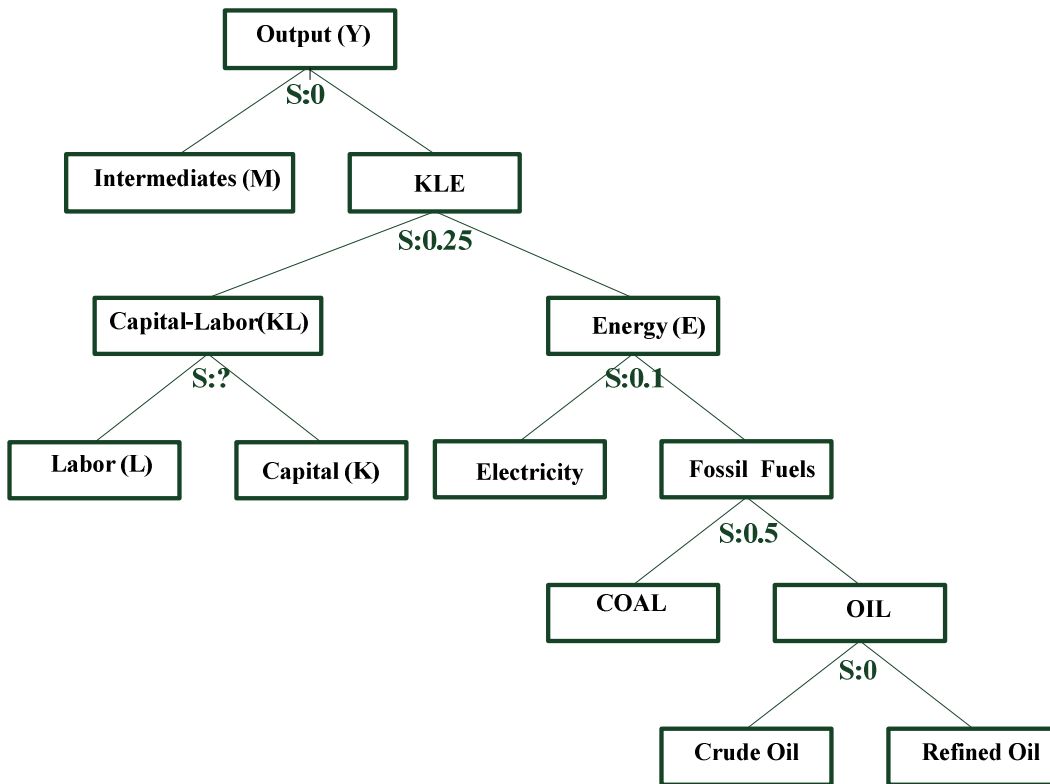 Output (Y)
S:0
Intermediates (M)
KLE
S:0.25
Capital-Labor(KL)
Energy (E)
S:?
S:0.1
Labor (L)
Capital (K)
Electricity
Fossil Fuels
S:0.5
COAL
OIL
S:0
Crude Oil
Refined Oil